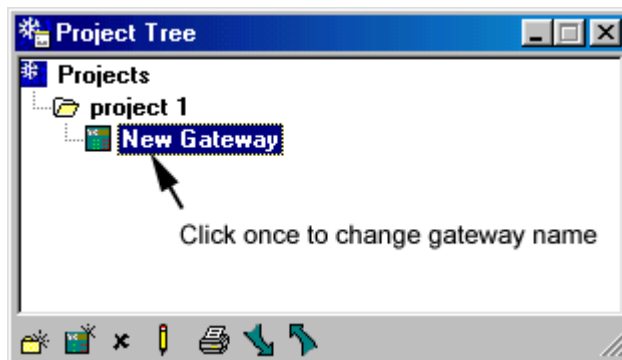 Project Tree
Projects
project 1
New Gateway
Click once to change gateway name